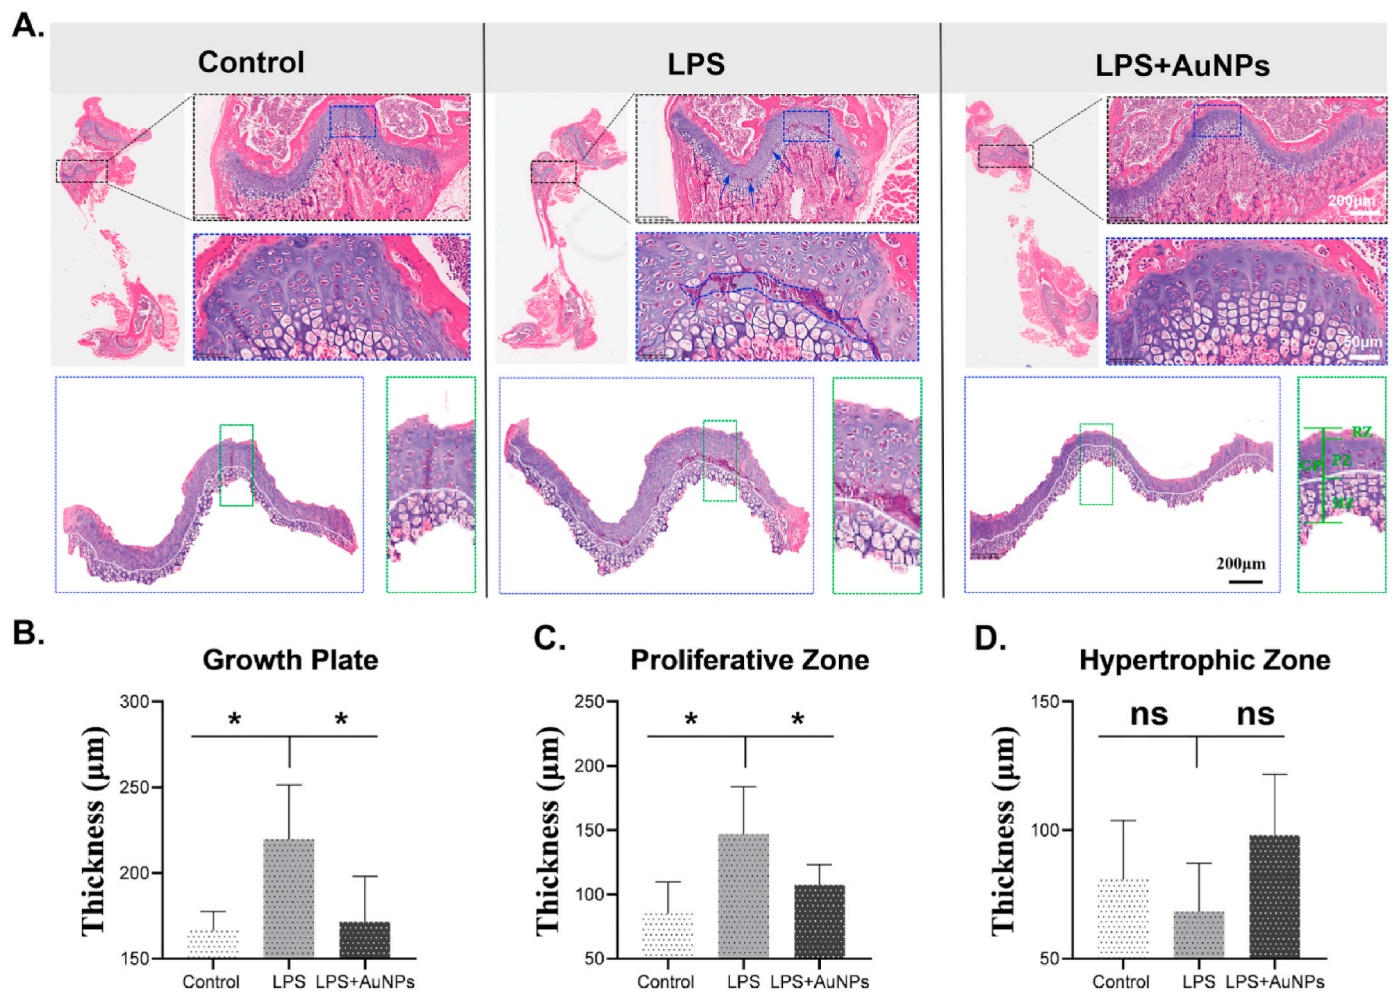 A.
Control
LPS
LPS+AuNPs
200μm
50μm
RZ
GP
PZ
HZ
200μm
B.
Growth Plate
Thickness (μm)
300
250
200
150
*
*
Control
LPS
LPS+AuNPs
C.
Proliferative Zone
Thickness (μm)
250
200
150
100
50
*
*
Control
LPS
LPS+AuNPs
D.
Hypertrophic Zone
Thickness (μm)
150
100
50
ns
ns
Control
LPS
LPS+AuNPs